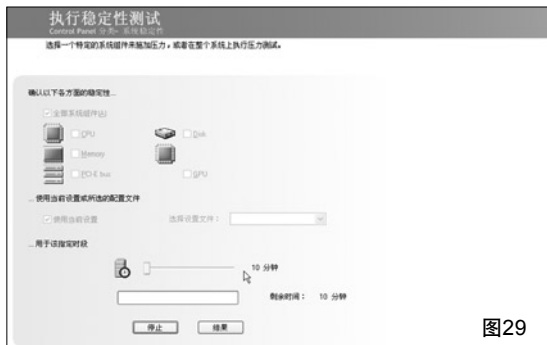 执行稳定性测试
Control Panel 分类- 系统稳定性
选择一个特定的系统组件来施加压力，或者在整个系统上执行压力测试。
确认以下各方面的稳定性...
全部系统组件(A)
CPU
Disk
Memory
PCI-E bus
GPU
...使用当前设置或所选的配置文件
使用当前设置
选择设置文件：
...用于该指定时段
10 分钟
剩余时间： 10 分钟
停止
结果
图29